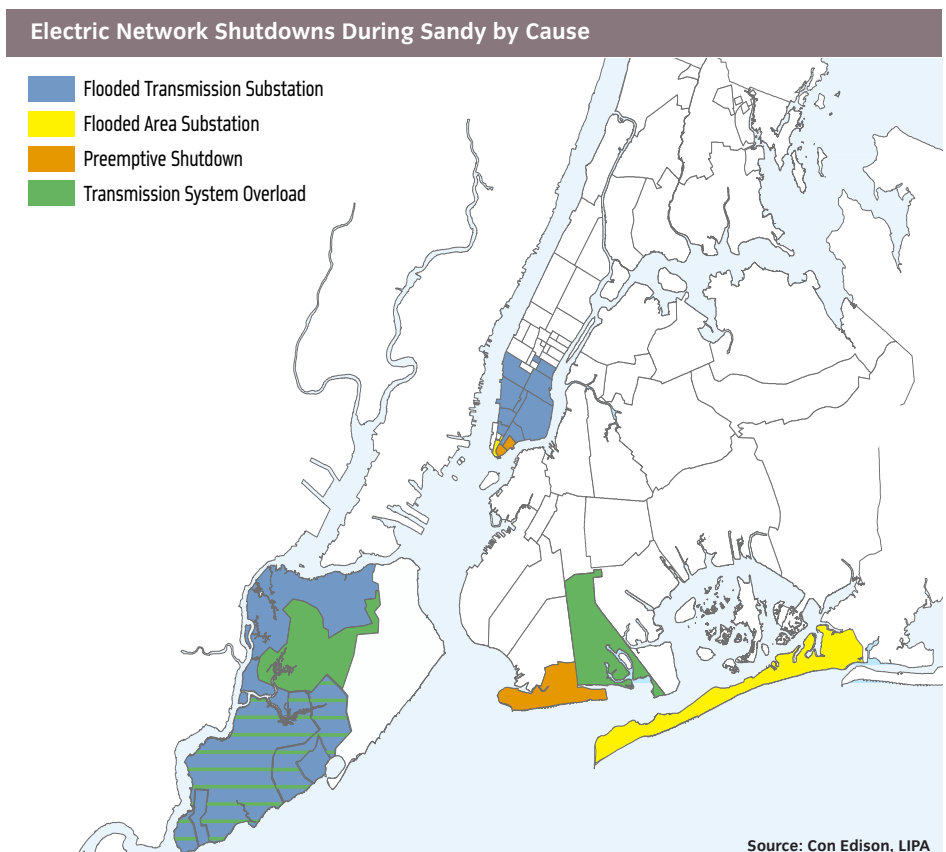 Electric Network Shutdowns During Sandy by Cause
Flooded Transmission Substation
Flooded Area Substation
Preemptive Shutdown
Transmission System Overload
Source: Con Edison, LIPA